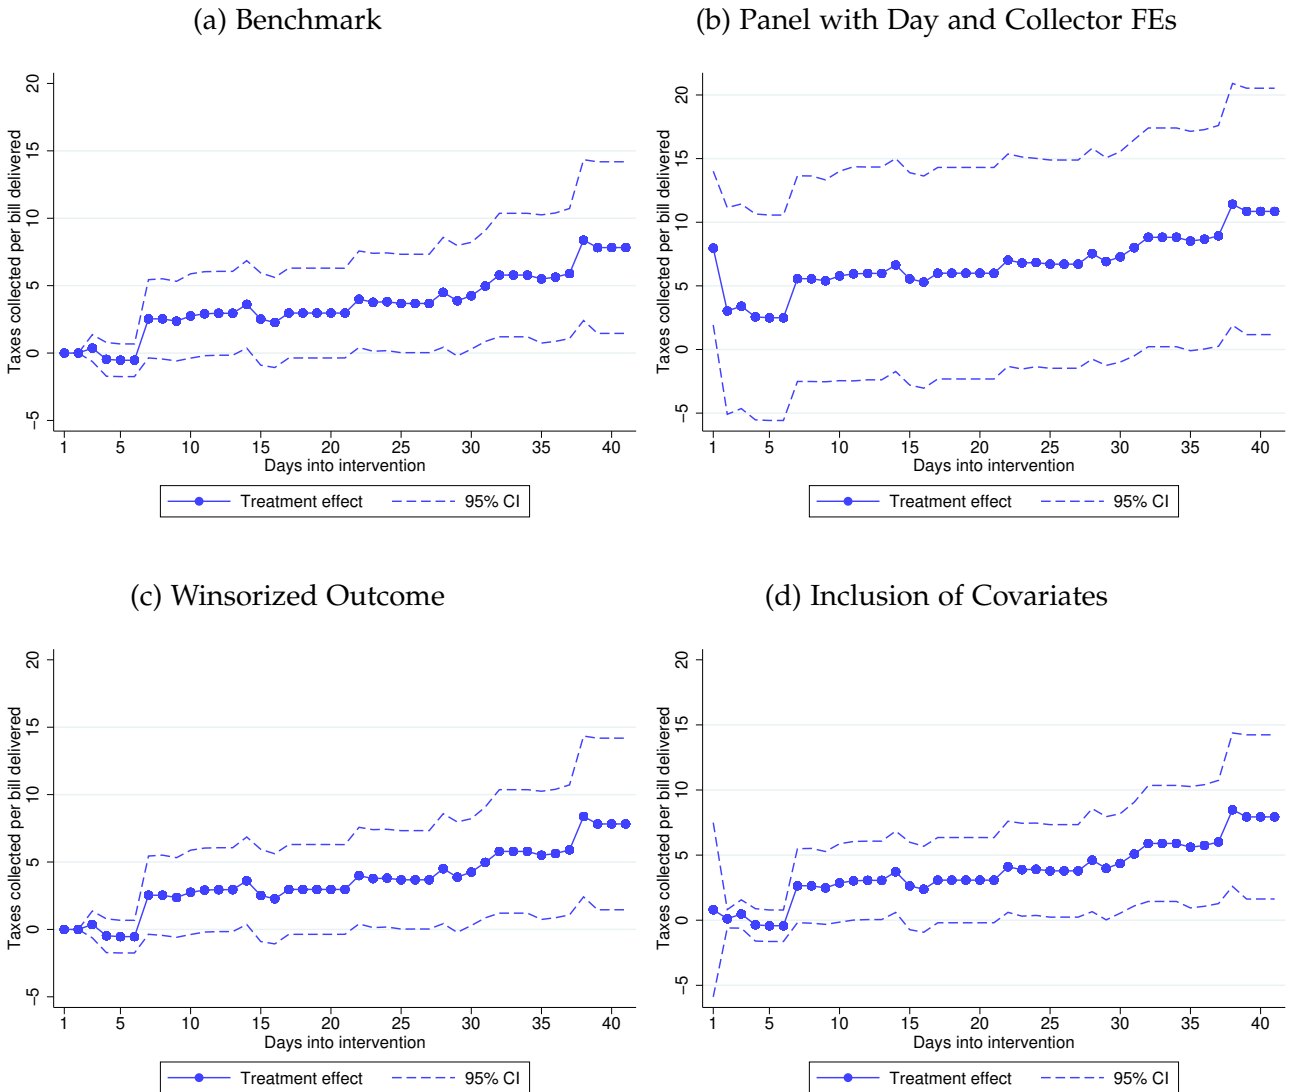 (a) Benchmark
Taxes collected per bill delivered
20
15
10
5
0
−5
1 5 10 15 20 25 30 35 40
Days into intervention
Treatment effect 95% CI
(b) Panel with Day and Collector FEs
Taxes collected per bill delivered
20
15
10
5
0
−5
1 5 10 15 20 25 30 35 40
Days into intervention
Treatment effect 95% CI
(c) Winsorized Outcome
Taxes collected per bill delivered
20
15
10
5
0
−5
1 5 10 15 20 25 30 35 40
Days into intervention
Treatment effect 95% CI
(d) Inclusion of Covariates
Taxes collected per bill delivered
20
15
10
5
0
−5
1 5 10 15 20 25 30 35 40
Days into intervention
Treatment effect 95% CI